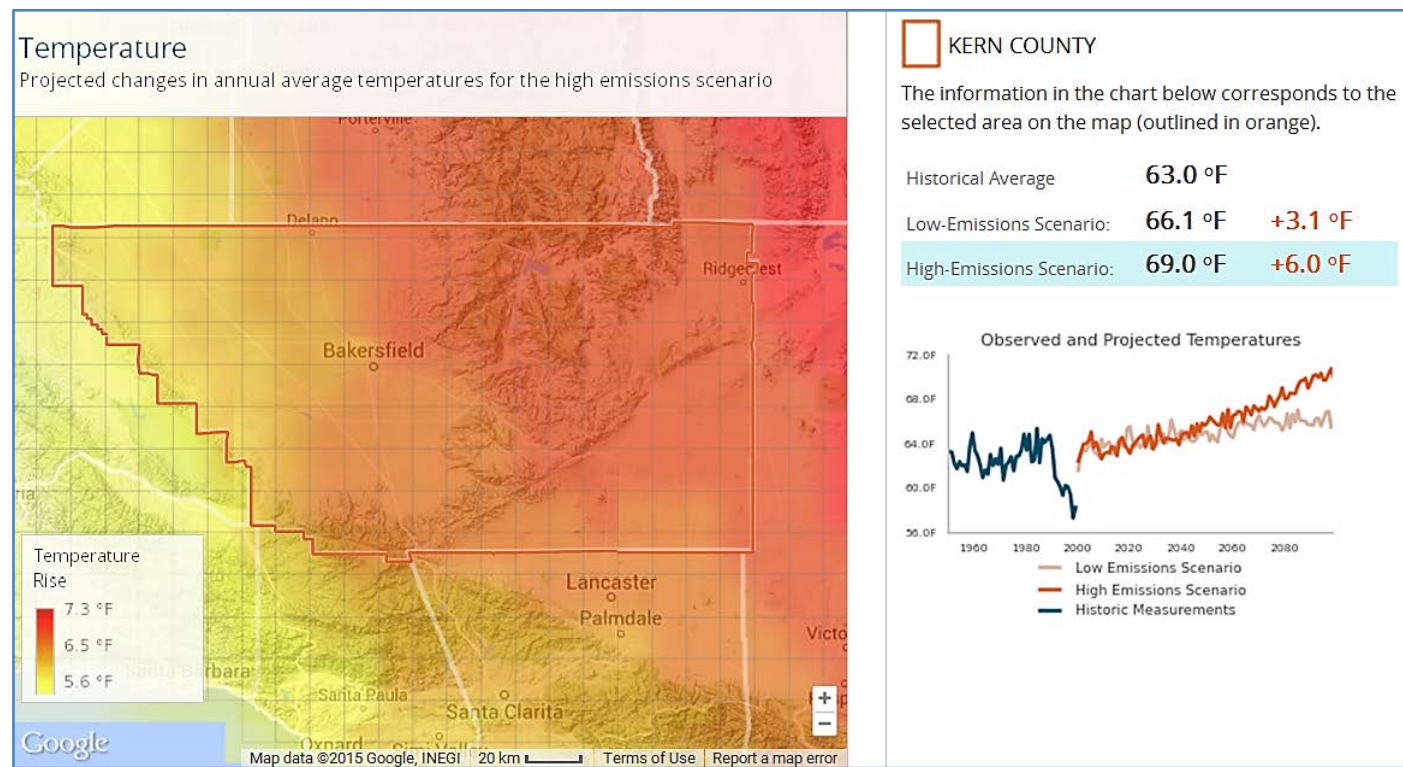 Temperature
Projected changes in annual average temperatures for the high emissions scenario
Porterville
Delano
Ridgecrest
Bakersfield
Lancaster
Palmdale
Temperature
Rise
7.3 °F
6.5 °F
5.6 °F
Santa Barbara
Santa Paula
Santa Clarita
Oxnard
Simi Valley
Victo
+
−
Google
Map data ©2015 Google, INEGI 20 km Terms of Use Report a map error
KERN COUNTY
The information in the chart below corresponds to the
selected area on the map (outlined in orange).
Historical Average 63.0 °F
Low-Emissions Scenario: 66.1 °F +3.1 °F
High-Emissions Scenario: 69.0 °F +6.0 °F
Observed and Projected Temperatures
72.0F
68.0F
64.0F
60.0F
56.0F
1960 1980 2000 2020 2040 2060 2080
Low Emissions Scenario
High Emissions Scenario
Historic Measurements